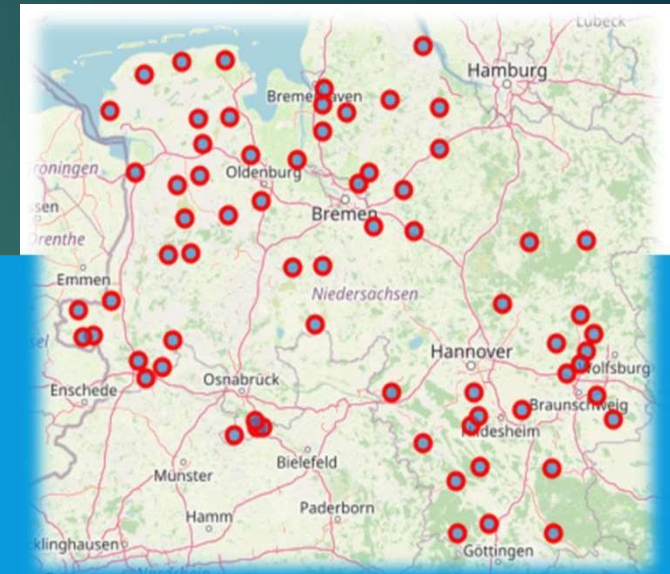 Lübeck
Hamburg
Bremerhaven
roningen
Oldenburg
sen
Bremen
Drenthe
Emmen
Niedersachsen
el
Hannover
Wolfsburg
Enschede
Osnabrück
Braunschweig
Hildesheim
Bielefeld
Münster
Paderborn
Hamm
cklinghausen
Göttingen